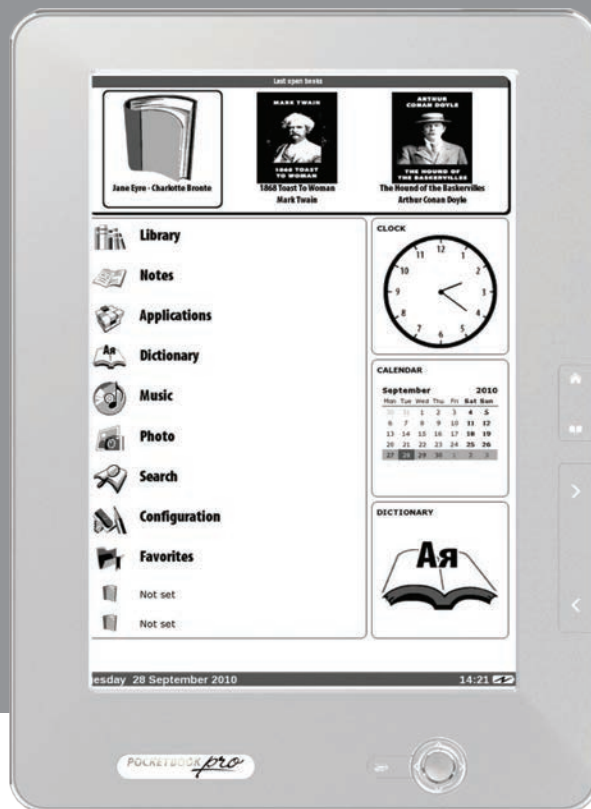 Last open books
MARK TWAIN
1868 TOAST
TO WOMAN
ARTHUR
CONAN DOYLE
THE HOUND OF
THE BASKERVILLES
Jane Eyre - Charlotte Bronte
1868 Toast To Woman
Mark Twain
The Hound of the Baskervilles
Arthur Conan Doyle
Library
Notes
Applications
Ая Dictionary
Music
Photo
Search
Configuration
Favorites
Not set
Not set
CLOCK
12
1
2
3
4
5
6
7
8
9
10
11
CALENDAR
September 2010
Mon Tue Wed Thu Fri Sat Sun
30 31 1 2 3 4 5
6 7 8 9 10 11 12
13 14 15 16 17 18 19
20 21 22 23 24 25 26
27 28 29 30 1 2 3
DICTIONARY
Ая
esday 28 September 2010 14:21
POCKETBOOK pro